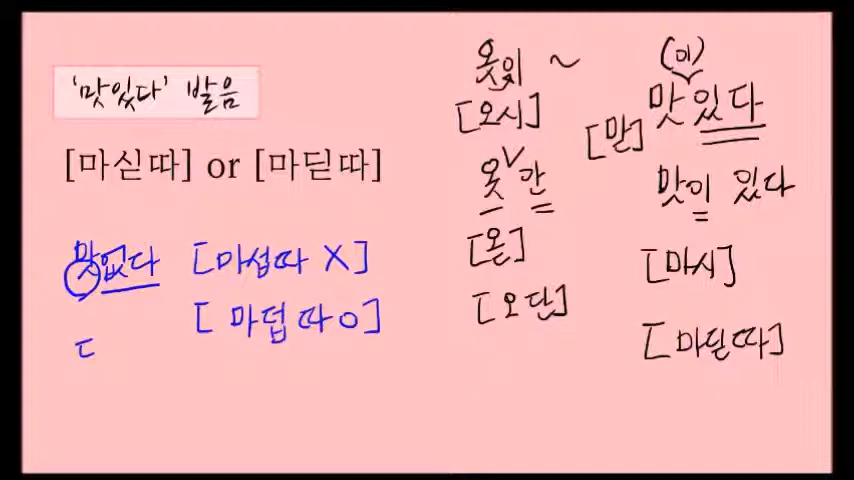 '맛있다' 발음
[마싣따] or [마딛따]
맛없다 [마섭따 X]
[마덥따 O]
ㄷ
옷이 ~
[오시]
옷 안
[옫]
[오단]
(이)
맛있다
[맏]
맛이 있다
[마시]
[마딛따]